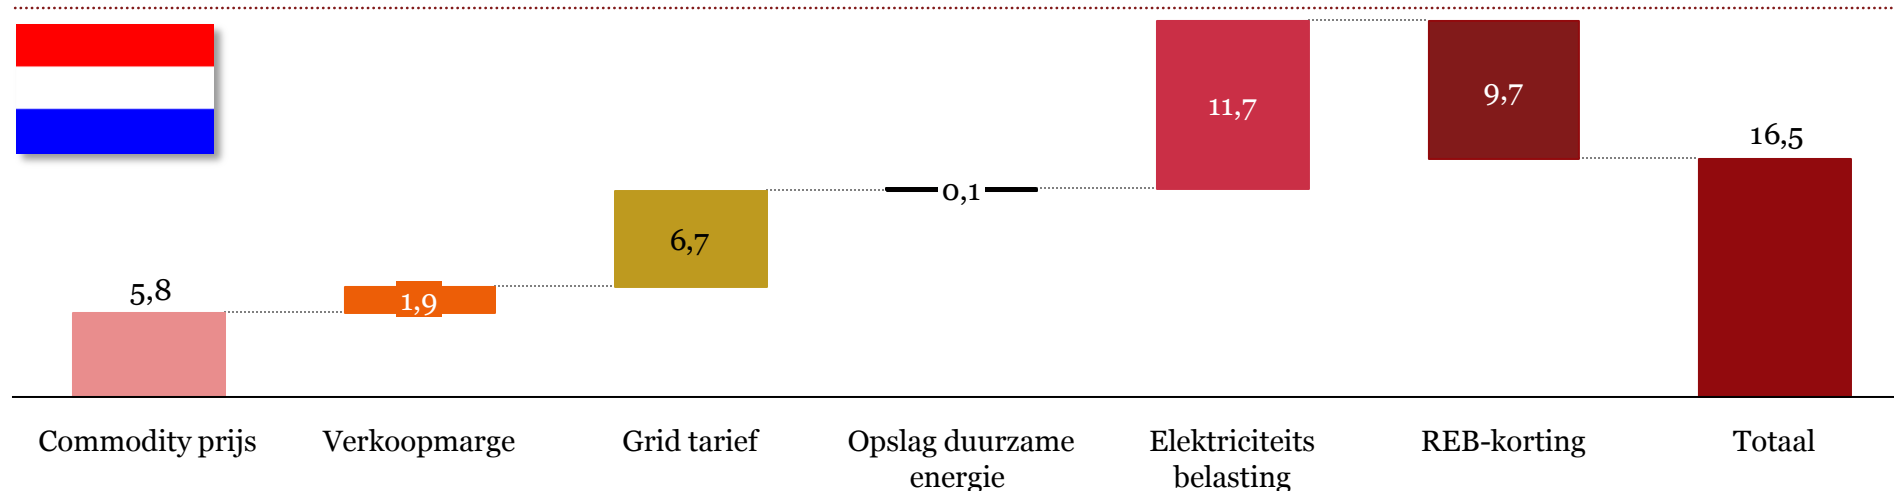 5,8
1,9
6,7
0,1
11,7
9,7
16,5
Commodity prijs
Verkoopmarge
Grid tarief
Opslag duurzame
energie
Elektriciteits
belasting
REB-korting
Totaal